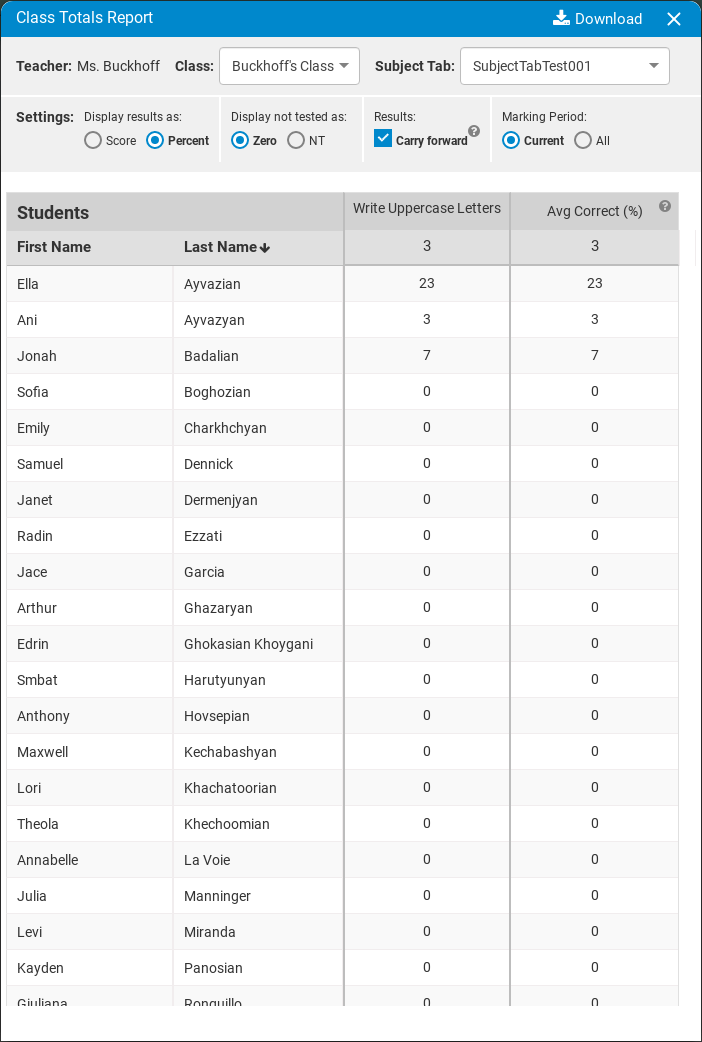 Class Totals Report Download
Teacher: Ms. Buckhoff Class: Buckhoff's Class Subject Tab: SubjectTabTest001
Settings: Display results as: Display not tested as: Results: Marking Period:
Score Percent Zero NT Carry forward ? Current All
Students Write Uppercase Letters Avg Correct (%) ?
First Name Last Name 3 3
Ella Ayvazian 23 23
Ani Ayvazyan 3 3
Jonah Badalian 7 7
Sofia Boghozian 0 0
Emily Charkhchyan 0 0
Samuel Dennick 0 0
Janet Dermenjyan 0 0
Radin Ezzati 0 0
Jace Garcia 0 0
Arthur Ghazaryan 0 0
Edrin Ghokasian Khoygani 0 0
Smbat Harutyunyan 0 0
Anthony Hovsepian 0 0
Maxwell Kechabashyan 0 0
Lori Khachatoorian 0 0
Theola Khechoomian 0 0
Annabelle La Voie 0 0
Julia Manninger 0 0
Levi Miranda 0 0
Kayden Panosian 0 0
Giuliana Ronquillo 0 0